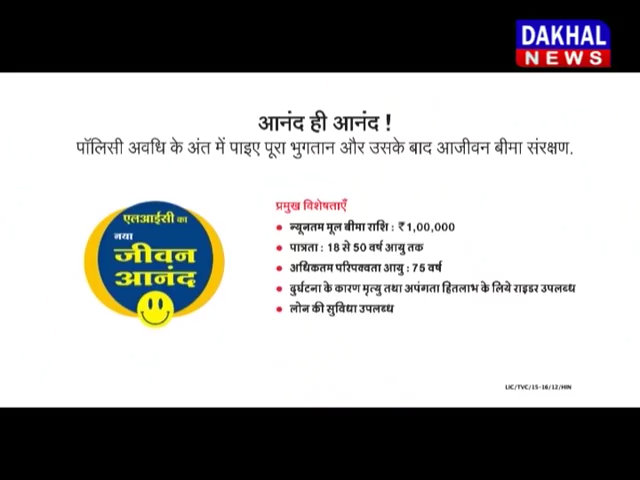 DAKHAL
NEWS
आनंद ही आनंद !
पॉलिसी अवधि के अंत में पाइए पूरा भुगतान और उसके बाद आजीवन बीमा संरक्षण.
एलआईसी का
नया
जीवन
आनंद
प्रमुख विशेषताएँ
• न्यूनतम मूल बीमा राशि : ₹ 1,00,000
• पात्रता : 18 से 50 वर्ष आयु तक
• अधिकतम परिपक्वता आयु : 75 वर्ष
• दुर्घटना के कारण मृत्यु तथा अपंगता हितलाभ के लिये राइडर उपलब्ध
• लोन की सुविधा उपलब्ध
LIC/TVC/15-16/12/HIN